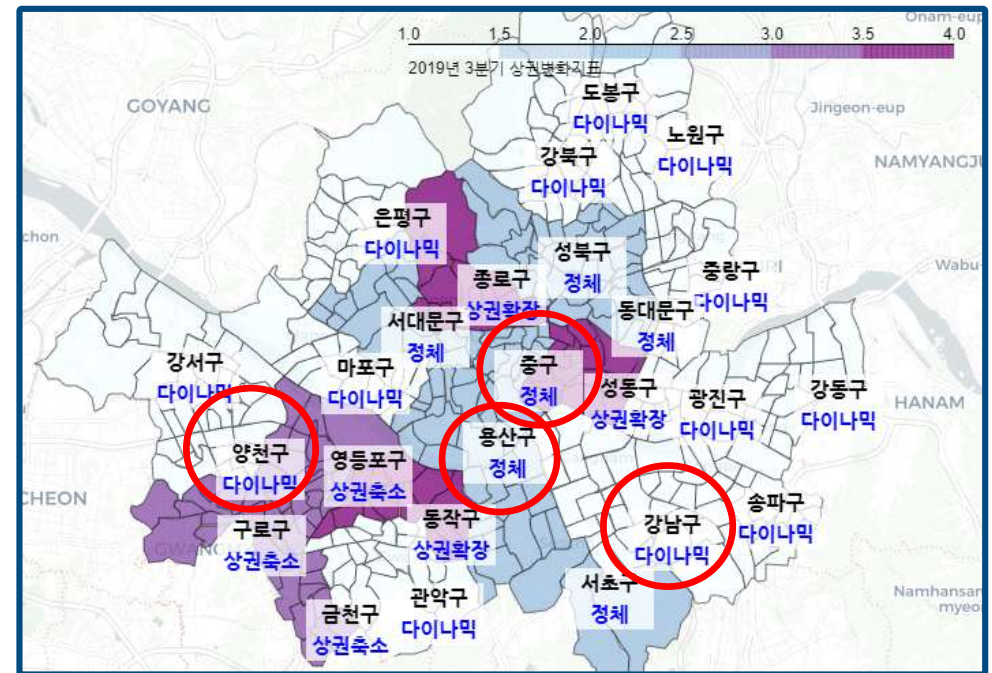 Onam-eup
1.0 1.5 2.0 2.5 3.0 3.5 4.0
2019년 3분기 상권변화지표
GOYANG
도봉구
다이나믹
Jingeon-eup
노원구
다이나믹
강북구
다이나믹
NAMYANGJU
은평구
다이나믹
chon
성북구
정체
중랑구
다이나믹
Wabu-
종로구
상권확장
동대문구
정체
서대문구
정체
강서구
다이나믹
마포구
다이나믹
중구
정체
성동구
상권확장
광진구
다이나믹
강동구
다이나믹
HANAM
양천구
다이나믹
영등포구
상권축소
용산구
정체
CHEON
구로구
상권축소
동작구
상권확장
강남구
다이나믹
송파구
다이나믹
서초구
정체
Namhansan
myeon
금천구
상권축소
관악구
다이나믹